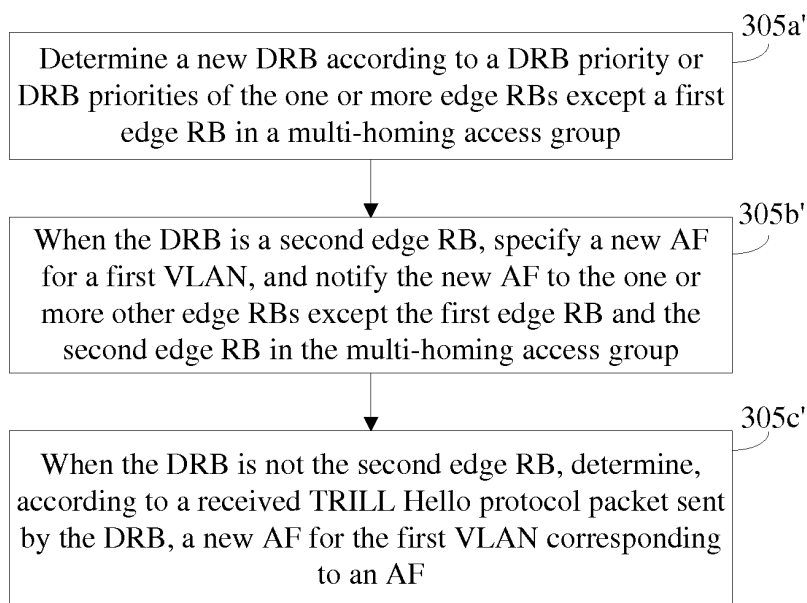 305a'
Determine a new DRB according to a DRB priority or
DRB priorities of the one or more edge RBs except a first
edge RB in a multi-homing access group
305b'
When the DRB is a second edge RB, specify a new AF
for a first VLAN, and notify the new AF to the one or
more other edge RBs except the first edge RB and the
second edge RB in the multi-homing access group
305c'
When the DRB is not the second edge RB, determine,
according to a received TRILL Hello protocol packet sent
by the DRB, a new AF for the first VLAN corresponding
to an AF